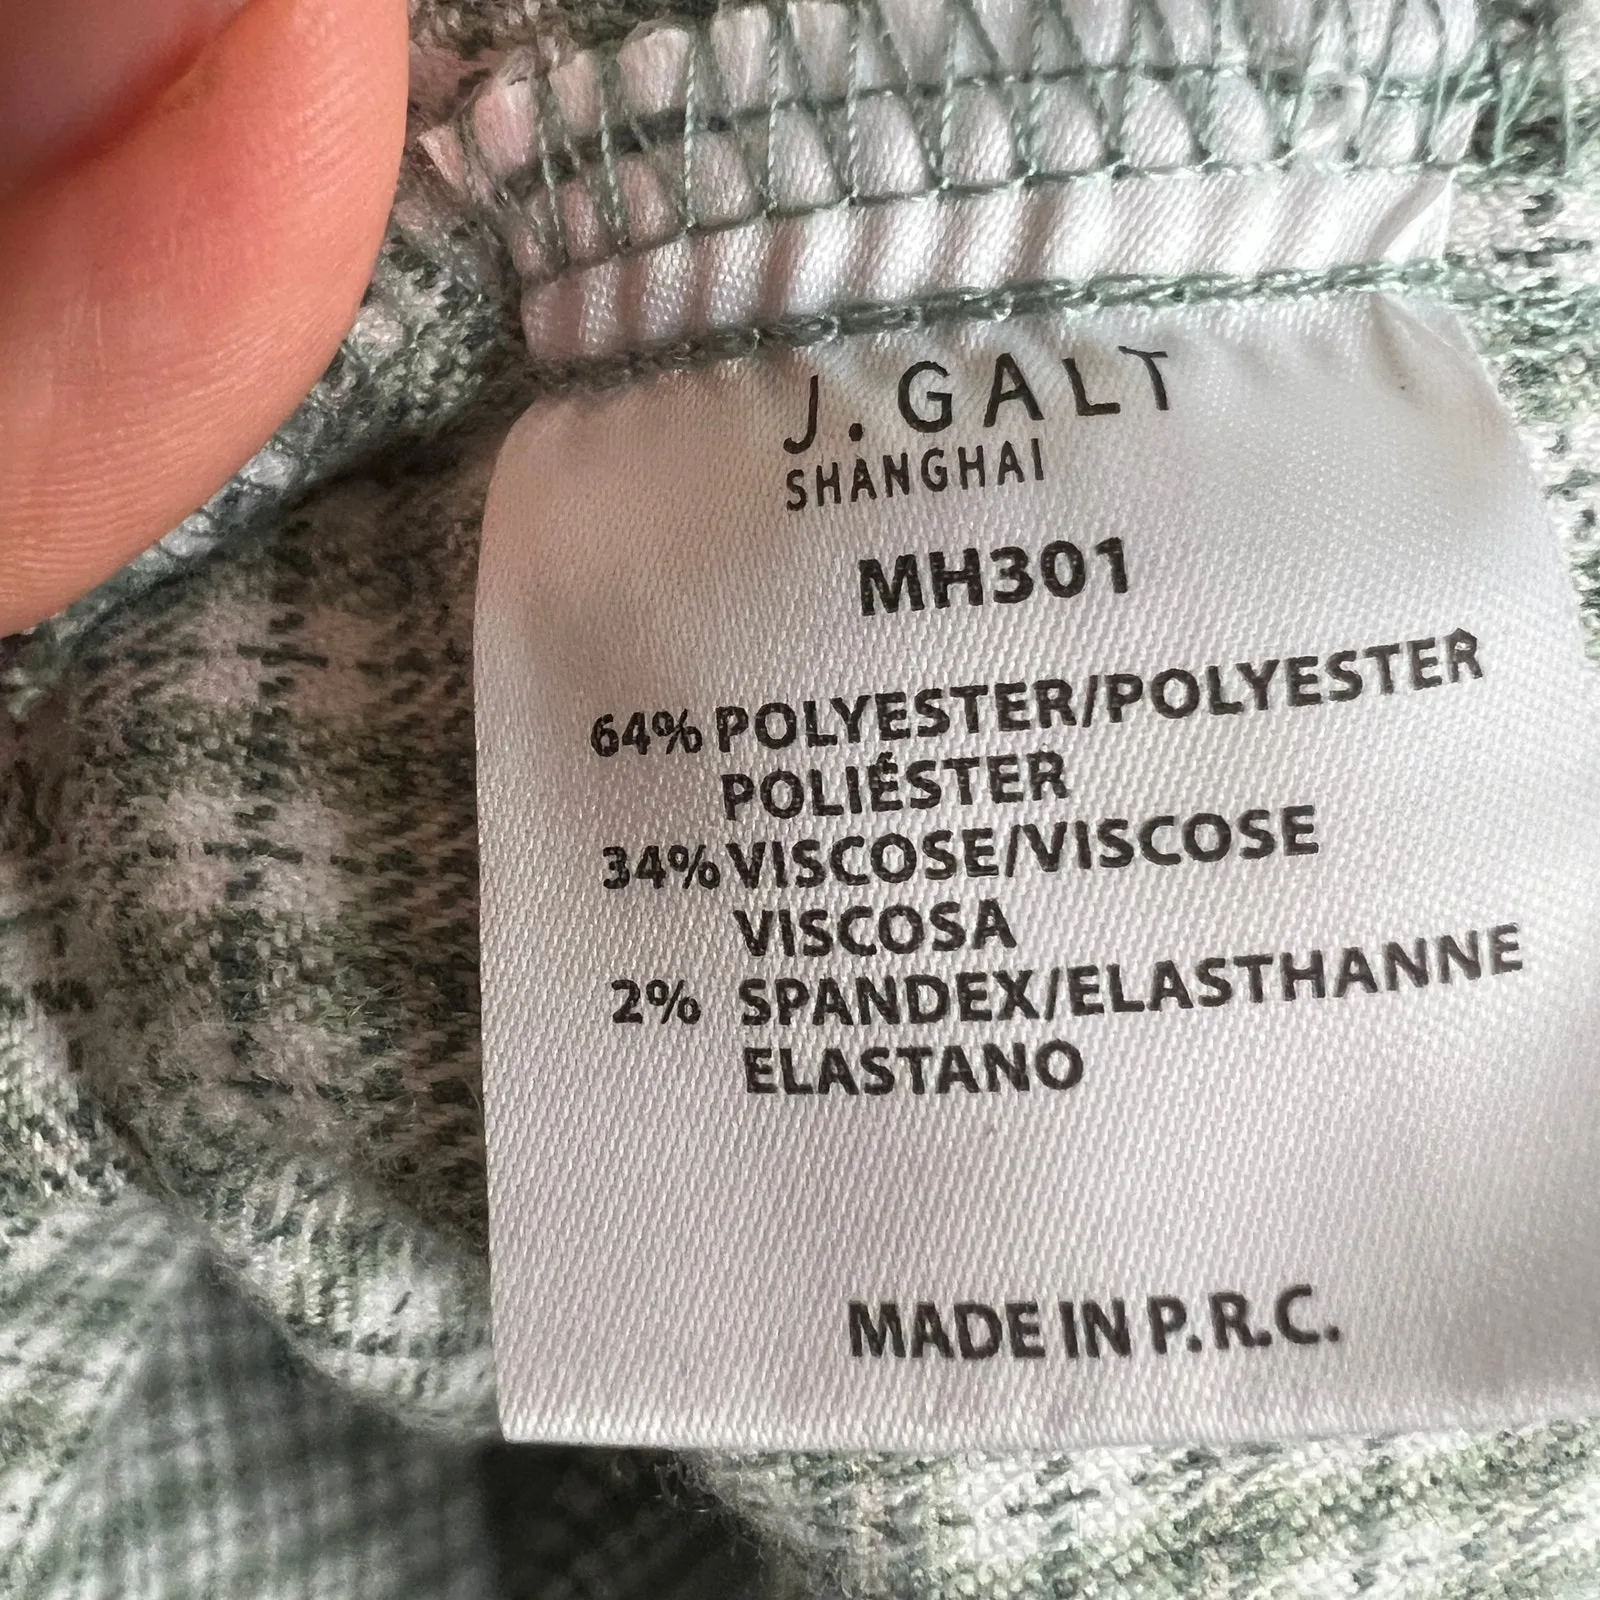 J. GALT
SHANGHAI
MH301
64% POLYESTER/POLYESTER
POLIÉSTER
34% VISCOSE/VISCOSE
VISCOSA
2% SPANDEX/ELASTHANNE
ELASTANO
MADE IN P.R.C.